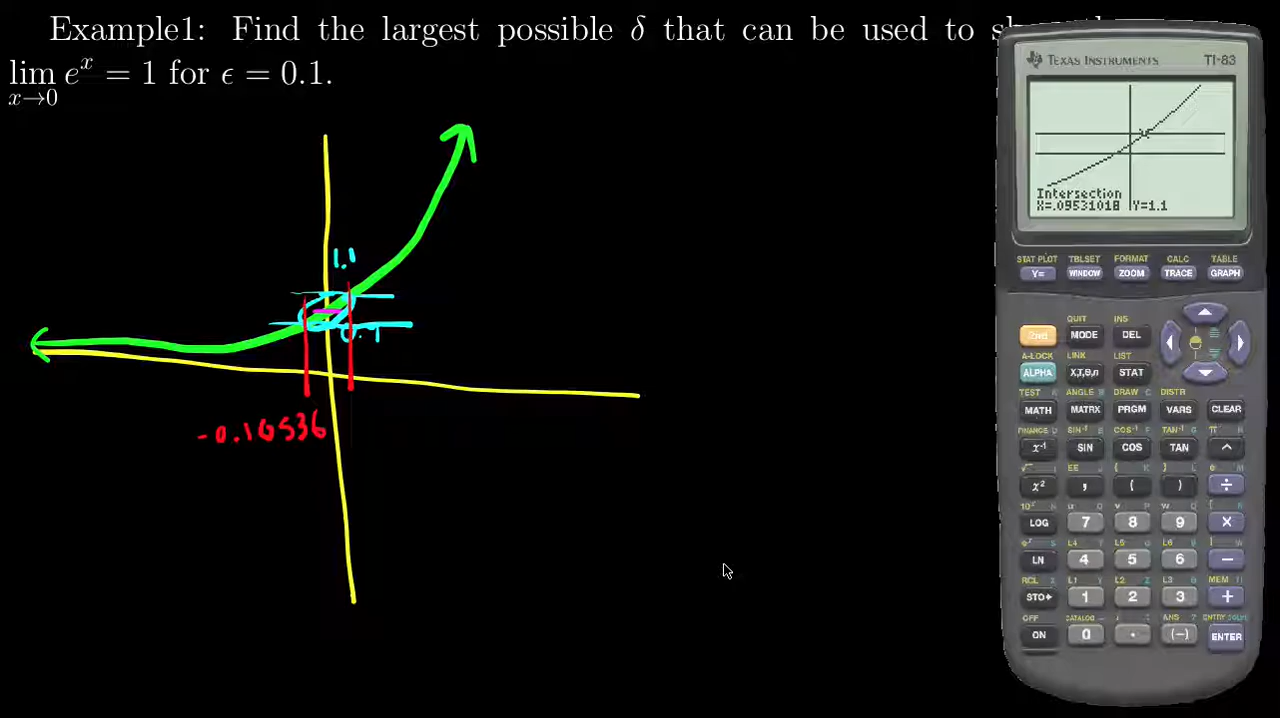 Example1: Find the largest possible δ that can be used to
lim e^x = 1 for ϵ = 0.1.
x→0
1.1
0.9
-0.10536
TEXAS INSTRUMENTS TI-83
Intersection
X=.09531018 Y=1.1
STAT PLOT TBLSET FORMAT CALC TABLE
Y= WINDOW ZOOM TRACE GRAPH
QUIT INS
2nd MODE DEL
A-LOCK LINK LIST
ALPHA X,T,θ,n STAT
TEST A ANGLE B DRAW C DISTR
MATH MATRX PRGM VARS CLEAR
FINANCE D SIN⁻¹ E COS⁻¹ F TAN⁻¹ G π H
x⁻¹ SIN COS TAN ^
EE J { K } L e M
x² , ( ) ÷
10ˣ N u O v P w Q [ R
LOG 7 8 9 ×
eˣ S L4 T L5 U L6 V ] W
LN 4 5 6 −
RCL X L1 Y L2 Z L3 θ MEM "
STO▸ 1 2 3 +
OFF CATALOG i : ANS ? ENTRY SOLVE
ON 0 . (−) ENTER